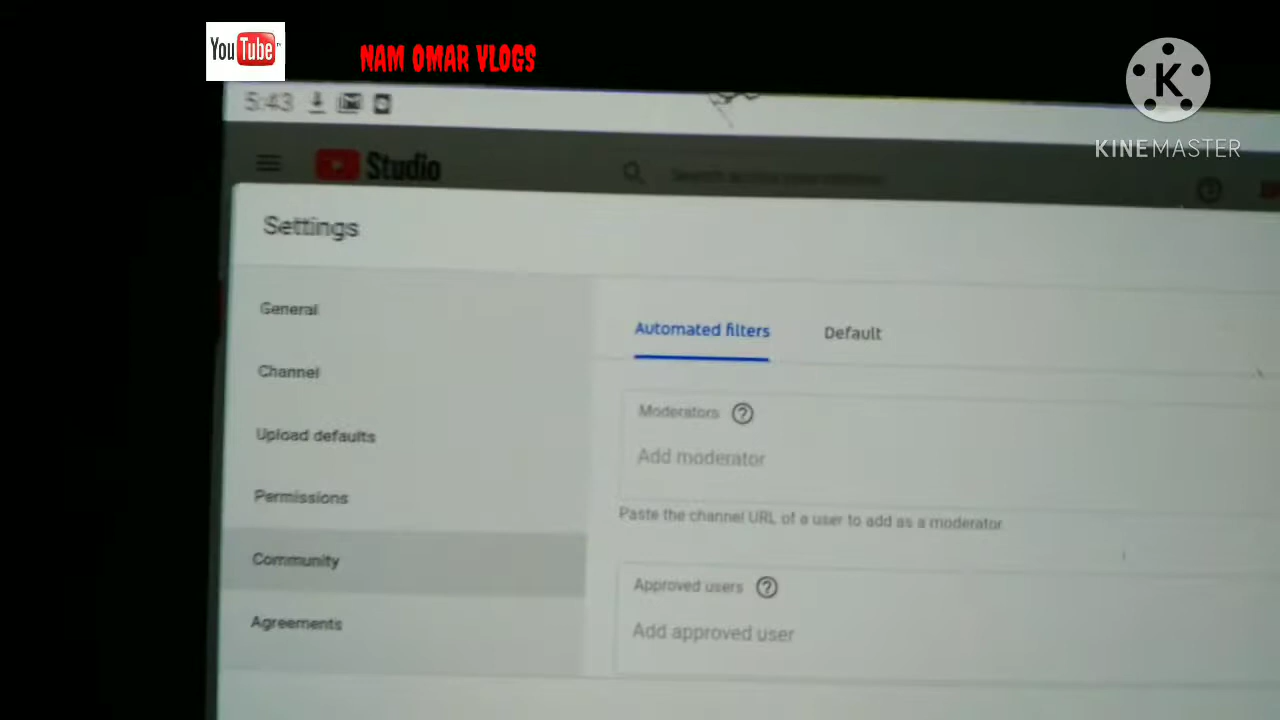 YouTube
NAM OMAR VLOGS
K
KINEMASTER
5:43
Studio
Settings
General
Channel
Upload defaults
Permissions
Community
Agreements
Automated filters
Default
Moderators ?
Add moderator
Paste the channel URL of a user to add as a moderator
Approved users ?
Add approved user